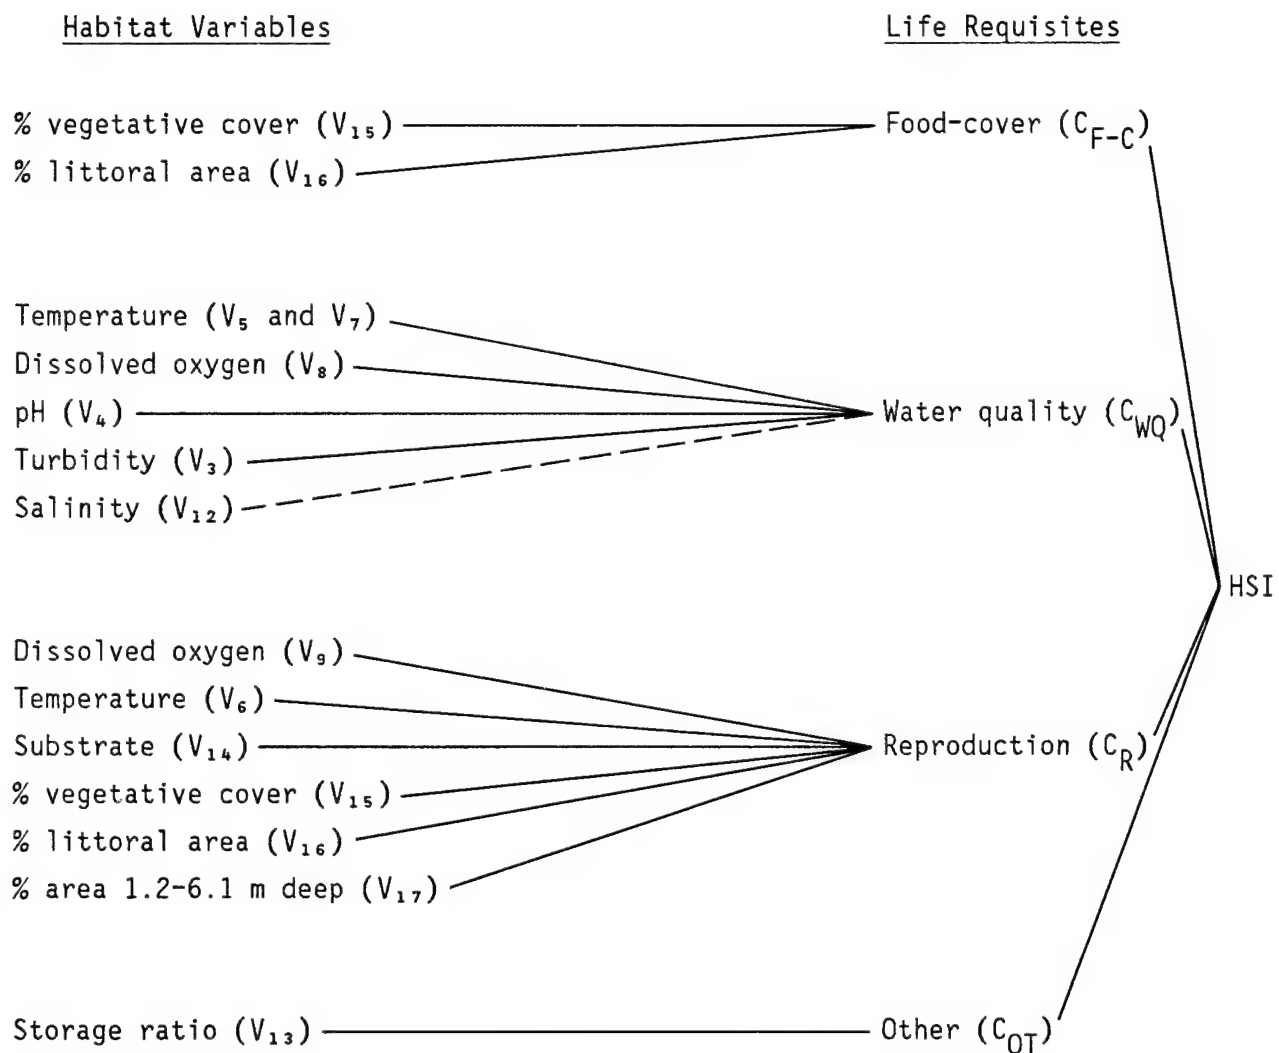 Habitat Variables Life Requisites
% vegetative cover (V₁₅) Food-cover (C_F-C)
% littoral area (V₁₆)
Temperature (V₅ and V₇)
Dissolved oxygen (V₈)
pH (V₄) Water quality (C_WQ)
Turbidity (V₃)
Salinity (V₁₂)
HSI
Dissolved oxygen (V₉)
Temperature (V₆)
Substrate (V₁₄) Reproduction (C_R)
% vegetative cover (V₁₅)
% littoral area (V₁₆)
% area 1.2-6.1 m deep (V₁₇)
Storage ratio (V₁₃) Other (C_OT)